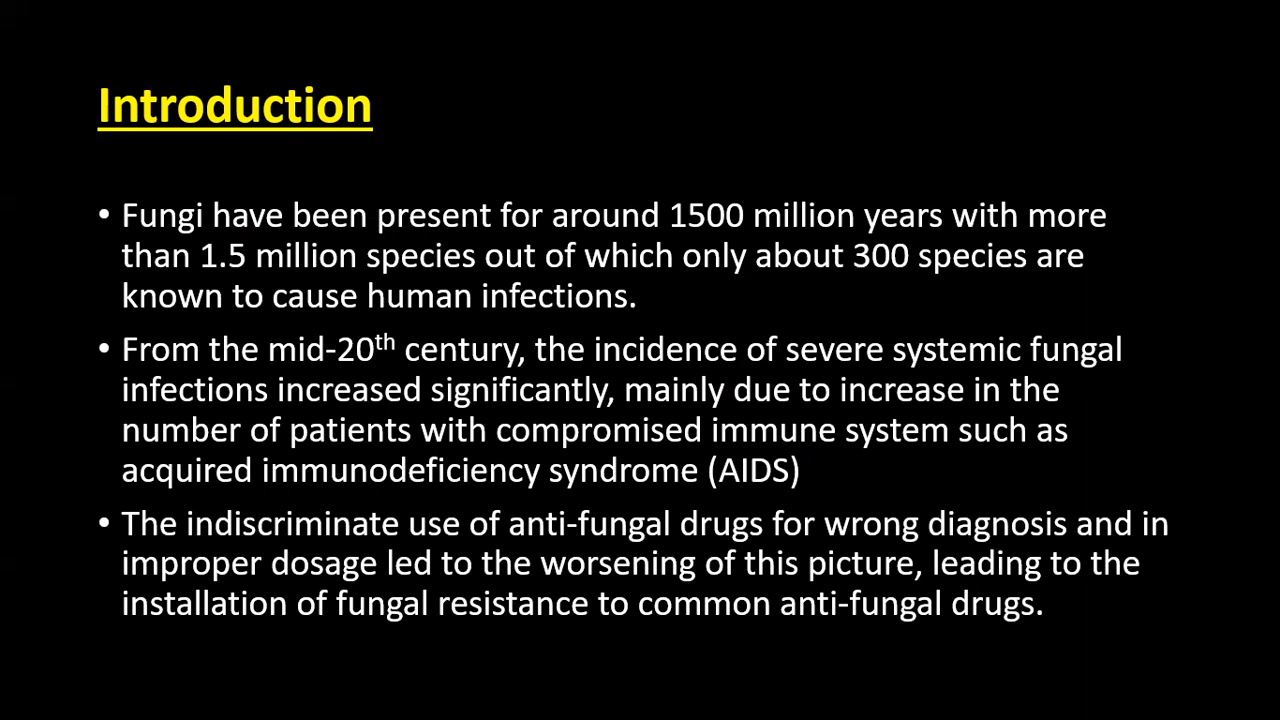 Introduction
• Fungi have been present for around 1500 million years with more
than 1.5 million species out of which only about 300 species are
known to cause human infections.
• From the mid-20th century, the incidence of severe systemic fungal
infections increased significantly, mainly due to increase in the
number of patients with compromised immune system such as
acquired immunodeficiency syndrome (AIDS)
• The indiscriminate use of anti-fungal drugs for wrong diagnosis and in
improper dosage led to the worsening of this picture, leading to the
installation of fungal resistance to common anti-fungal drugs.